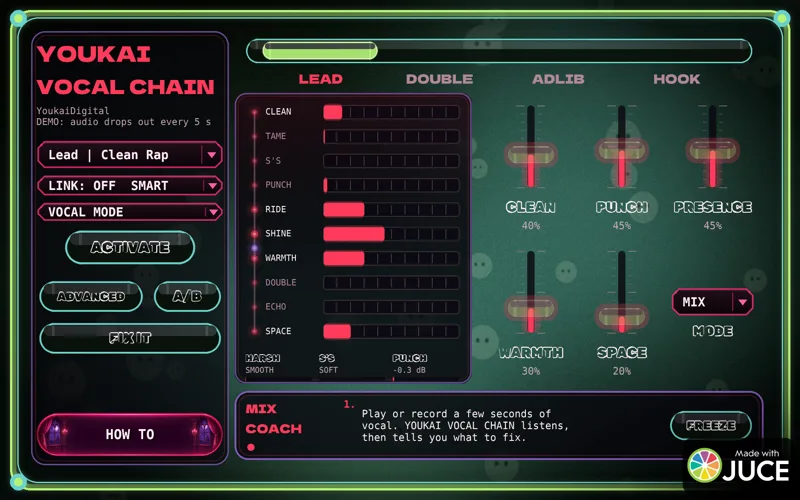 YOUKAI
VOCAL CHAIN
YoukaiDigital
DEMO: audio drops out every 5 s
Lead | Clean Rap
LINK: OFF SMART
VOCAL MODE
ACTIVATE
ADVANCED
A/B
FIX IT
HOW TO
LEAD
DOUBLE
ADLIB
HOOK
CLEAN
TAME
S'S
PUNCH
RIDE
SHINE
WARMTH
DOUBLE
ECHO
SPACE
HARSH
S'S
PUNCH
SMOOTH
SOFT
-0.3 dB
CLEAN
PUNCH
PRESENCE
40%
45%
45%
WARMTH
SPACE
30%
20%
MIX
MODE
MIX
COACH
1.
Play or record a few seconds of
vocal. YOUKAI VOCAL CHAIN listens,
then tells you what to fix.
FREEZE
Made with
JUCE